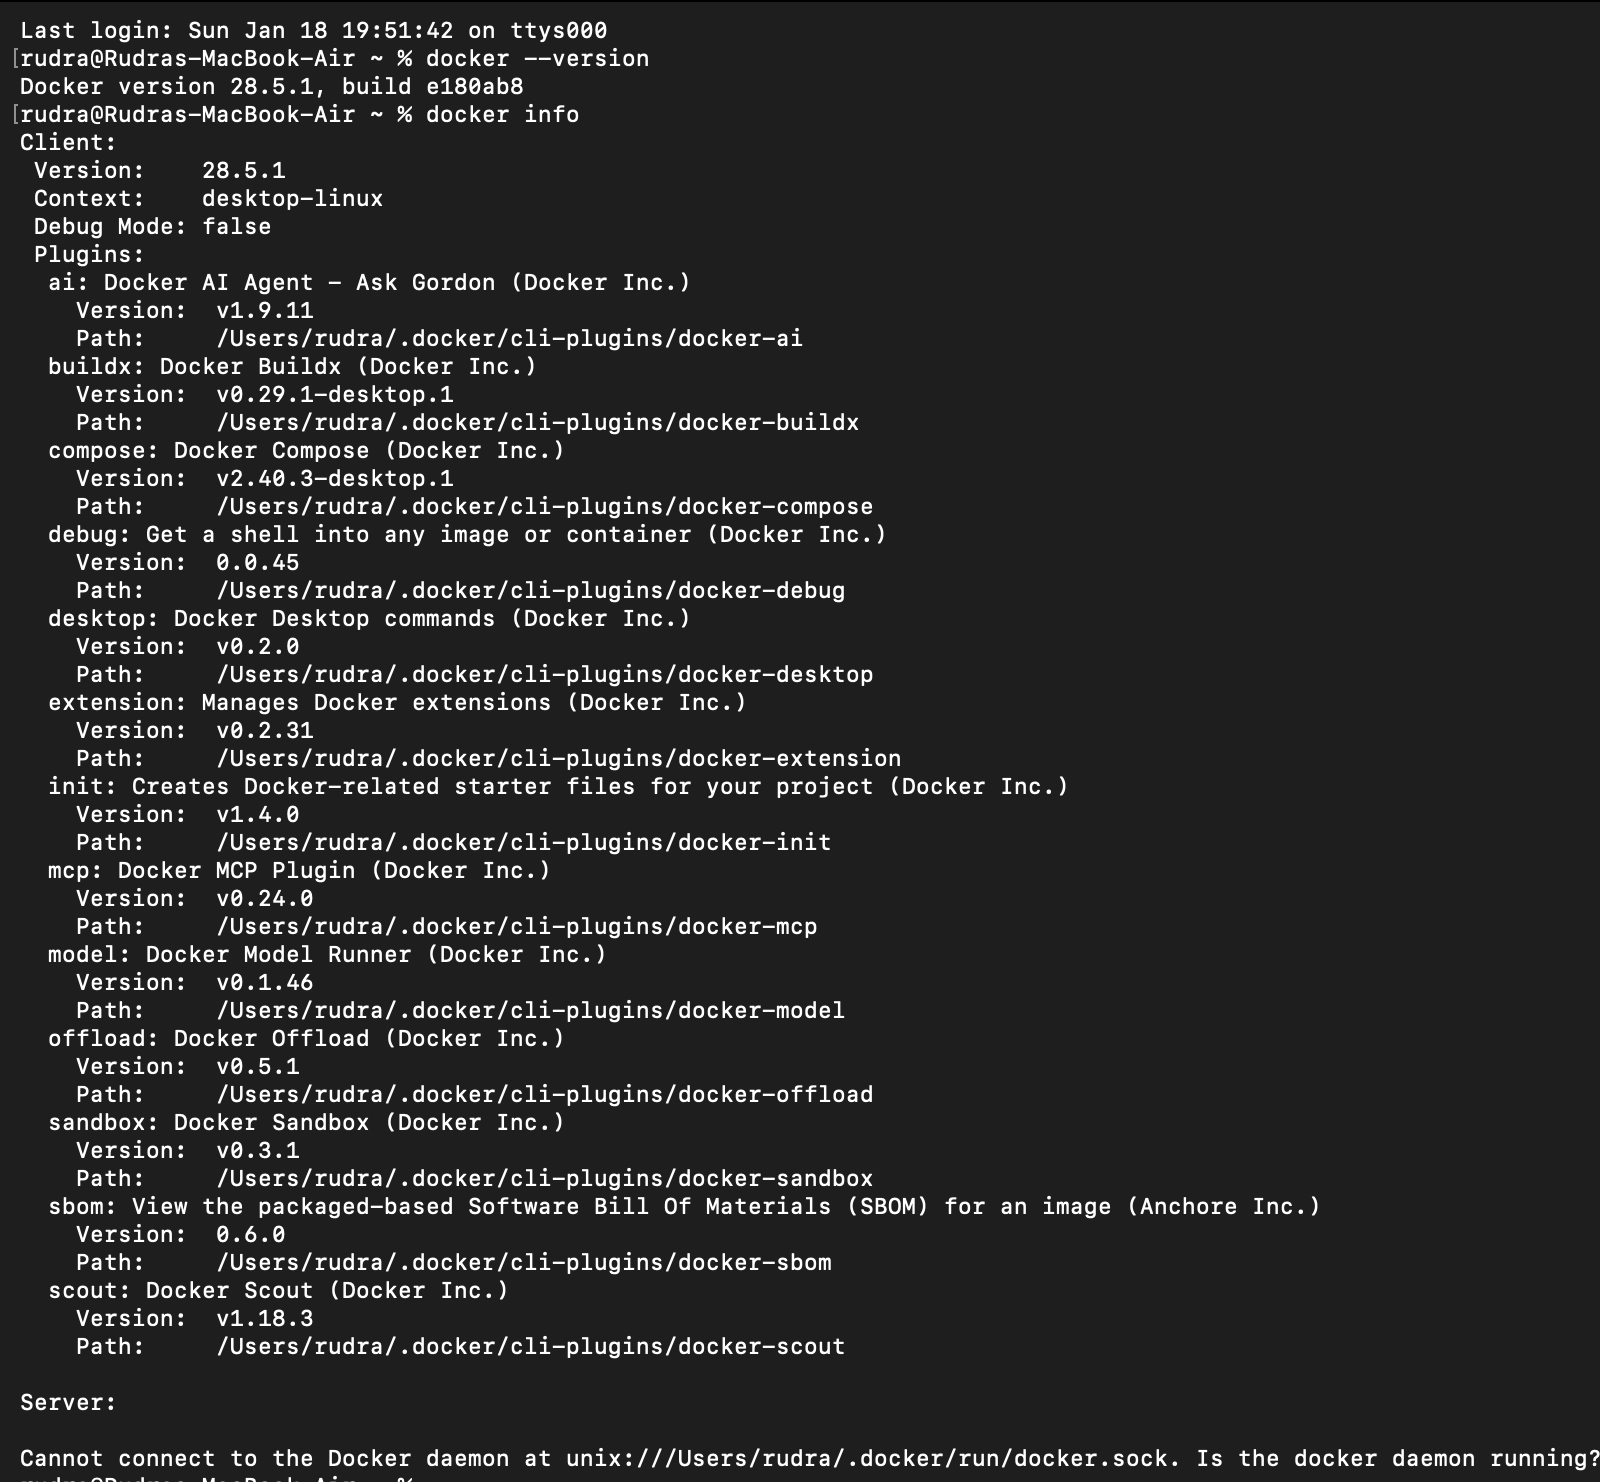 Last login: Sun Jan 18 19:51:42 on ttys000
[rudra@Rudras-MacBook-Air ~ % docker --version
Docker version 28.5.1, build e180ab8
[rudra@Rudras-MacBook-Air ~ % docker info
Client:
 Version:    28.5.1
 Context:    desktop-linux
 Debug Mode: false
 Plugins:
  ai: Docker AI Agent - Ask Gordon (Docker Inc.)
    Version:  v1.9.11
    Path:     /Users/rudra/.docker/cli-plugins/docker-ai
  buildx: Docker Buildx (Docker Inc.)
    Version:  v0.29.1-desktop.1
    Path:     /Users/rudra/.docker/cli-plugins/docker-buildx
  compose: Docker Compose (Docker Inc.)
    Version:  v2.40.3-desktop.1
    Path:     /Users/rudra/.docker/cli-plugins/docker-compose
  debug: Get a shell into any image or container (Docker Inc.)
    Version:  0.0.45
    Path:     /Users/rudra/.docker/cli-plugins/docker-debug
  desktop: Docker Desktop commands (Docker Inc.)
    Version:  v0.2.0
    Path:     /Users/rudra/.docker/cli-plugins/docker-desktop
  extension: Manages Docker extensions (Docker Inc.)
    Version:  v0.2.31
    Path:     /Users/rudra/.docker/cli-plugins/docker-extension
  init: Creates Docker-related starter files for your project (Docker Inc.)
    Version:  v1.4.0
    Path:     /Users/rudra/.docker/cli-plugins/docker-init
  mcp: Docker MCP Plugin (Docker Inc.)
    Version:  v0.24.0
    Path:     /Users/rudra/.docker/cli-plugins/docker-mcp
  model: Docker Model Runner (Docker Inc.)
    Version:  v0.1.46
    Path:     /Users/rudra/.docker/cli-plugins/docker-model
  offload: Docker Offload (Docker Inc.)
    Version:  v0.5.1
    Path:     /Users/rudra/.docker/cli-plugins/docker-offload
  sandbox: Docker Sandbox (Docker Inc.)
    Version:  v0.3.1
    Path:     /Users/rudra/.docker/cli-plugins/docker-sandbox
  sbom: View the packaged-based Software Bill Of Materials (SBOM) for an image (Anchore Inc.)
    Version:  0.6.0
    Path:     /Users/rudra/.docker/cli-plugins/docker-sbom
  scout: Docker Scout (Docker Inc.)
    Version:  v1.18.3
    Path:     /Users/rudra/.docker/cli-plugins/docker-scout

Server:

Cannot connect to the Docker daemon at unix:///Users/rudra/.docker/run/docker.sock. Is the docker daemon running?
rudra@Rudras-MacBook-Air ~ %